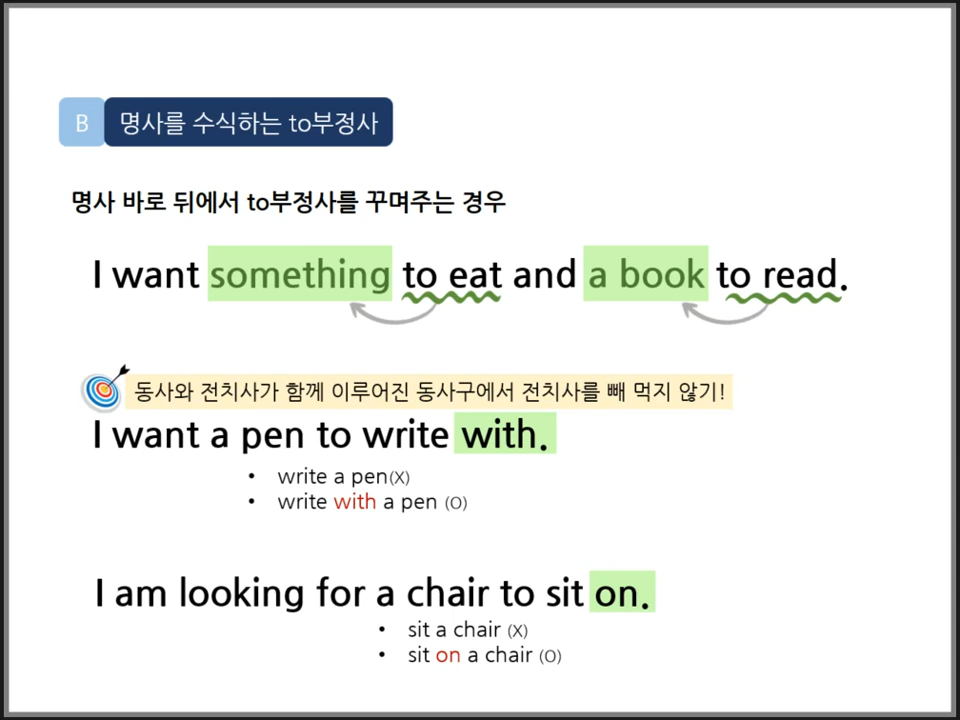 B 명사를 수식하는 to부정사
명사 바로 뒤에서 to부정사를 꾸며주는 경우
I want something to eat and a book to read.
동사와 전치사가 함께 이루어진 동사구에서 전치사를 빼 먹지 않기!
I want a pen to write with.
• write a pen(X)
• write with a pen (O)
I am looking for a chair to sit on.
• sit a chair (X)
• sit on a chair (O)